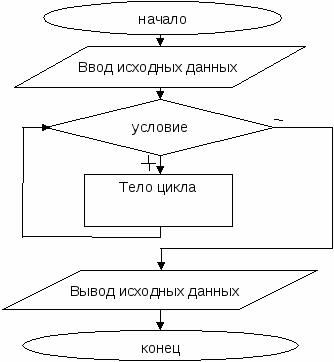 начало
Ввод исходных данных
условие
−
+
Тело цикла
Вывод исходных данных
конец